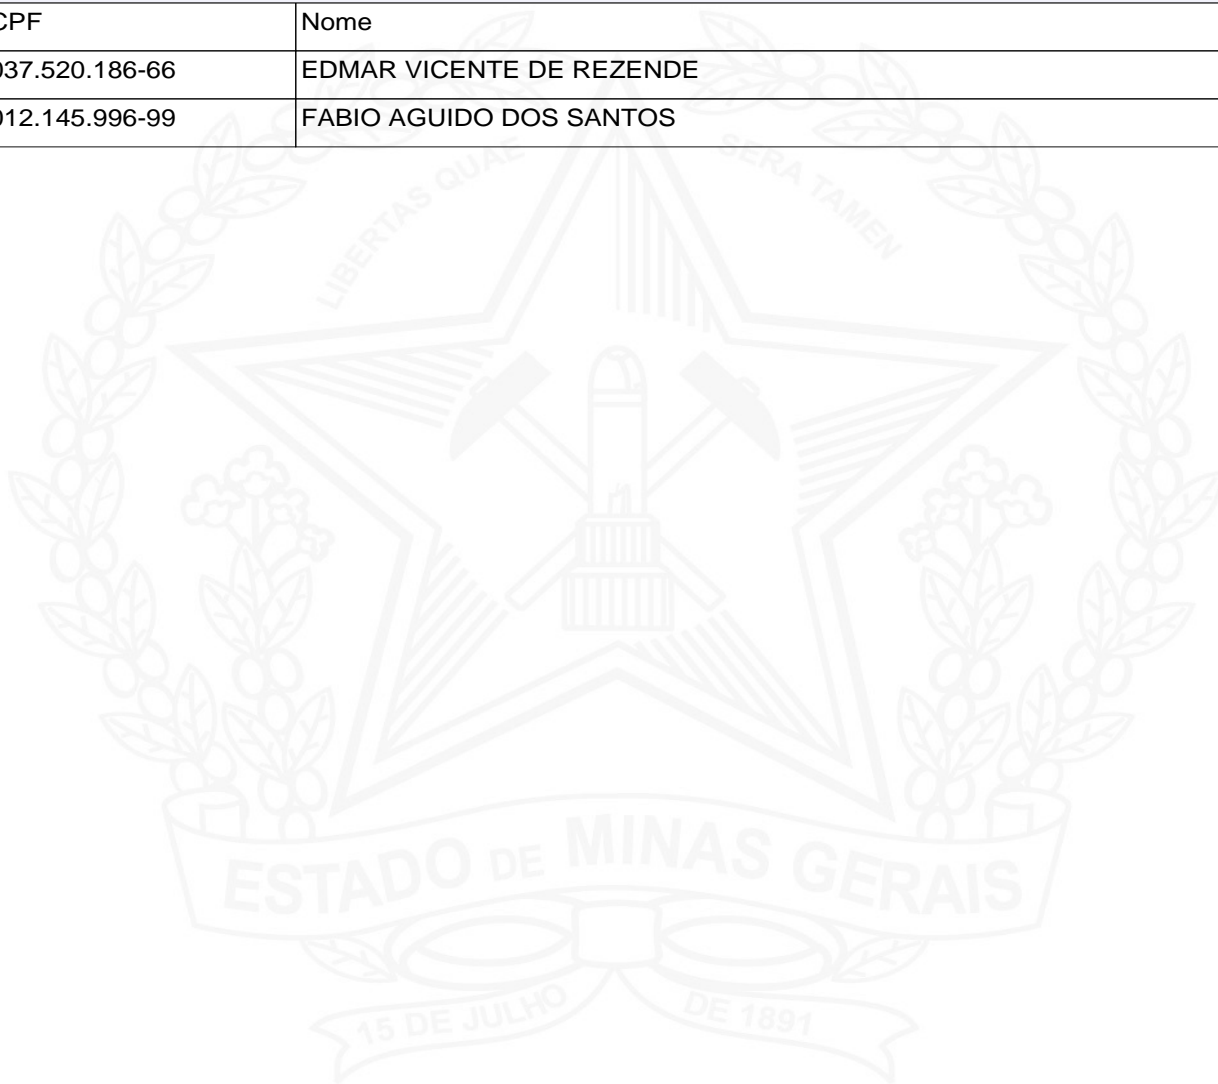 CPF Nome
037.520.186-66 EDMAR VICENTE DE REZENDE
012.145.996-99 FABIO AGUIDO DOS SANTOS
LIBERTAS QUAE SERA TAMEN
ESTADO DE MINAS GERAIS
15 DE JULHO DE 1891